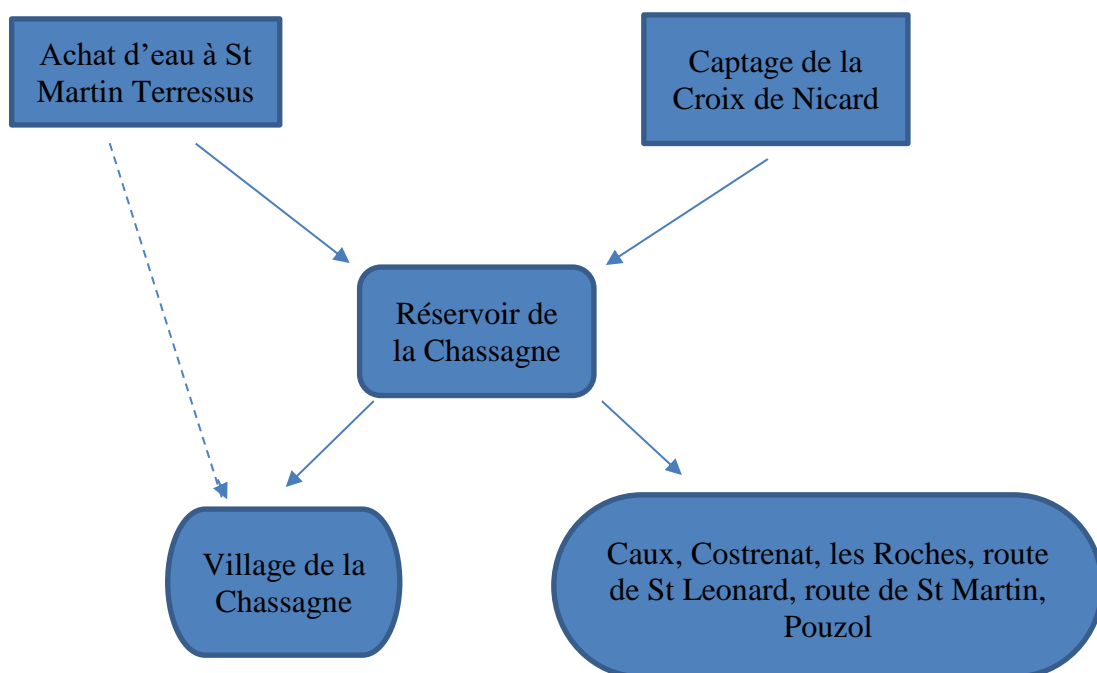 Achat d'eau à St
Martin Terressus
Captage de la
Croix de Nicard
Réservoir de
la Chassagne
Village de la
Chassagne
Caux, Costrenat, les Roches, route
de St Leonard, route de St Martin,
Pouzol